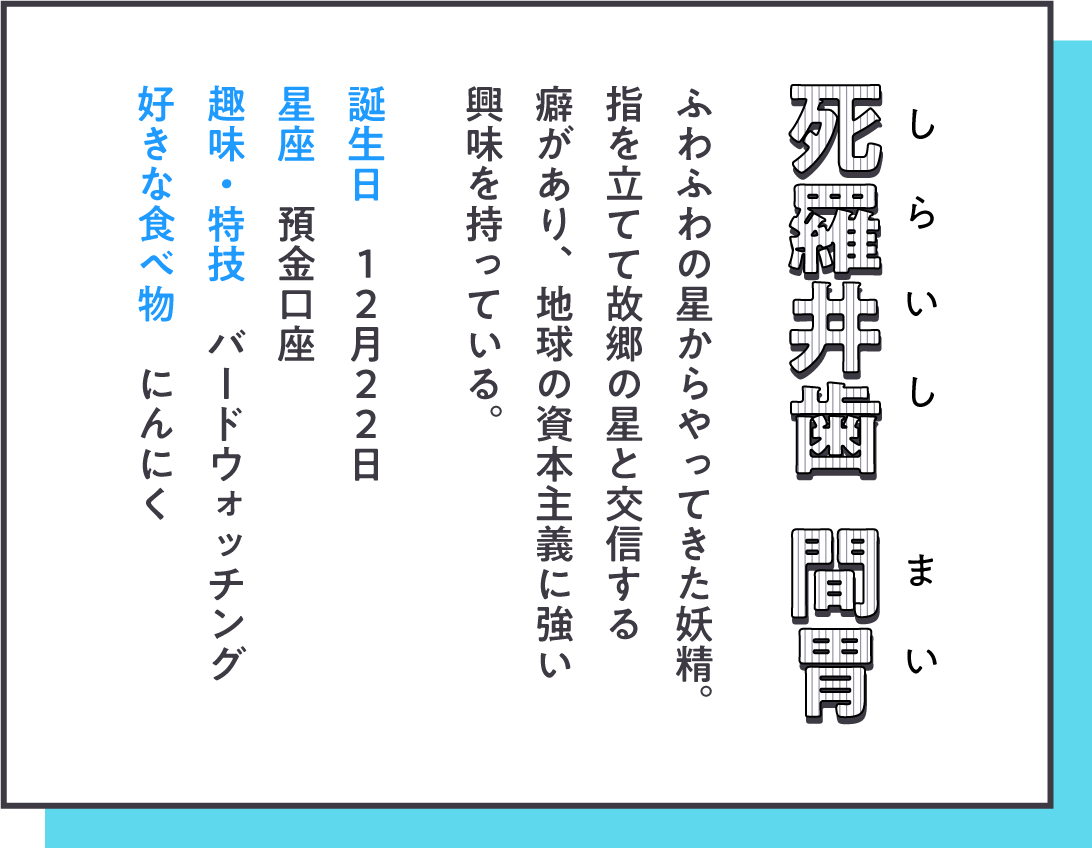 しらいし まい
死羅井歯 間胃
ふわふわの星からやってきた妖精。
指を立てて故郷の星と交信する
癖があり、地球の資本主義に強い
興味を持っている。
誕生日 12月22日
星座 預金口座
趣味・特技 バードウォッチング
好きな食べ物 にんにく